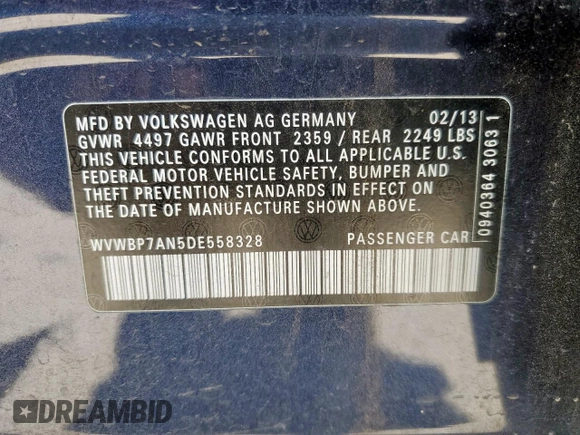 MFD BY VOLKSWAGEN AG GERMANY 02/13
GVWR 4497 GAWR FRONT 2359 / REAR 2249 LBS
THIS VEHICLE CONFORMS TO ALL APPLICABLE U.S.
FEDERAL MOTOR VEHICLE SAFETY, BUMPER AND
THEFT PREVENTION STANDARDS IN EFFECT ON
THE DATE OF MANUFACTURE SHOWN ABOVE.
WVWBP7AN5DE558328 PASSENGER CAR
0940364 3063 1
DREAMBID